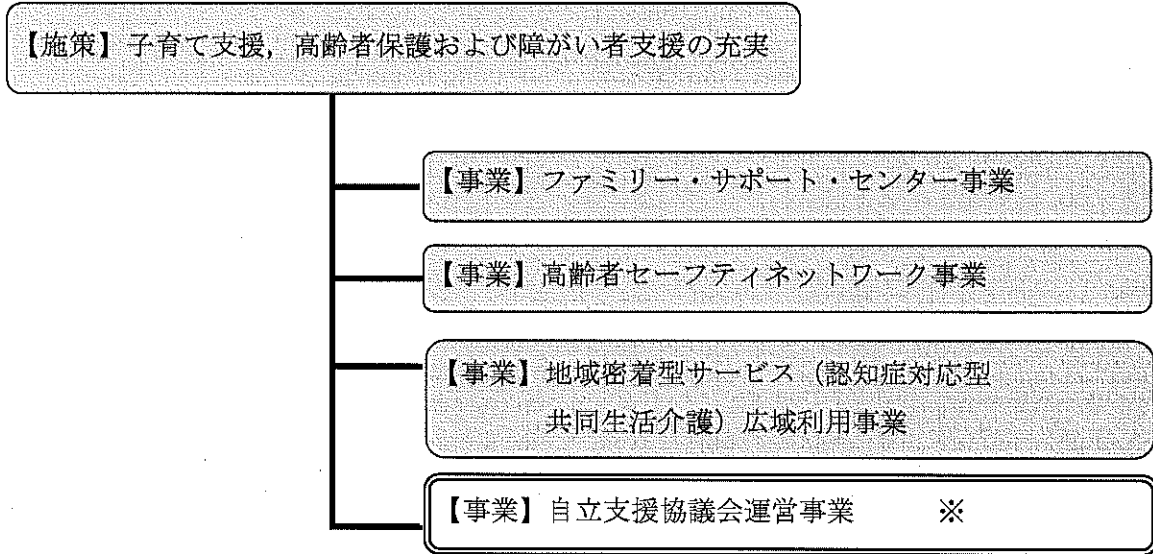 【施策】子育て支援，高齢者保護および障がい者支援の充実
【事業】ファミリー・サポート・センター事業
【事業】高齢者セーフティネットワーク事業
【事業】地域密着型サービス（認知症対応型
共同生活介護）広域利用事業
【事業】自立支援協議会運営事業　　※